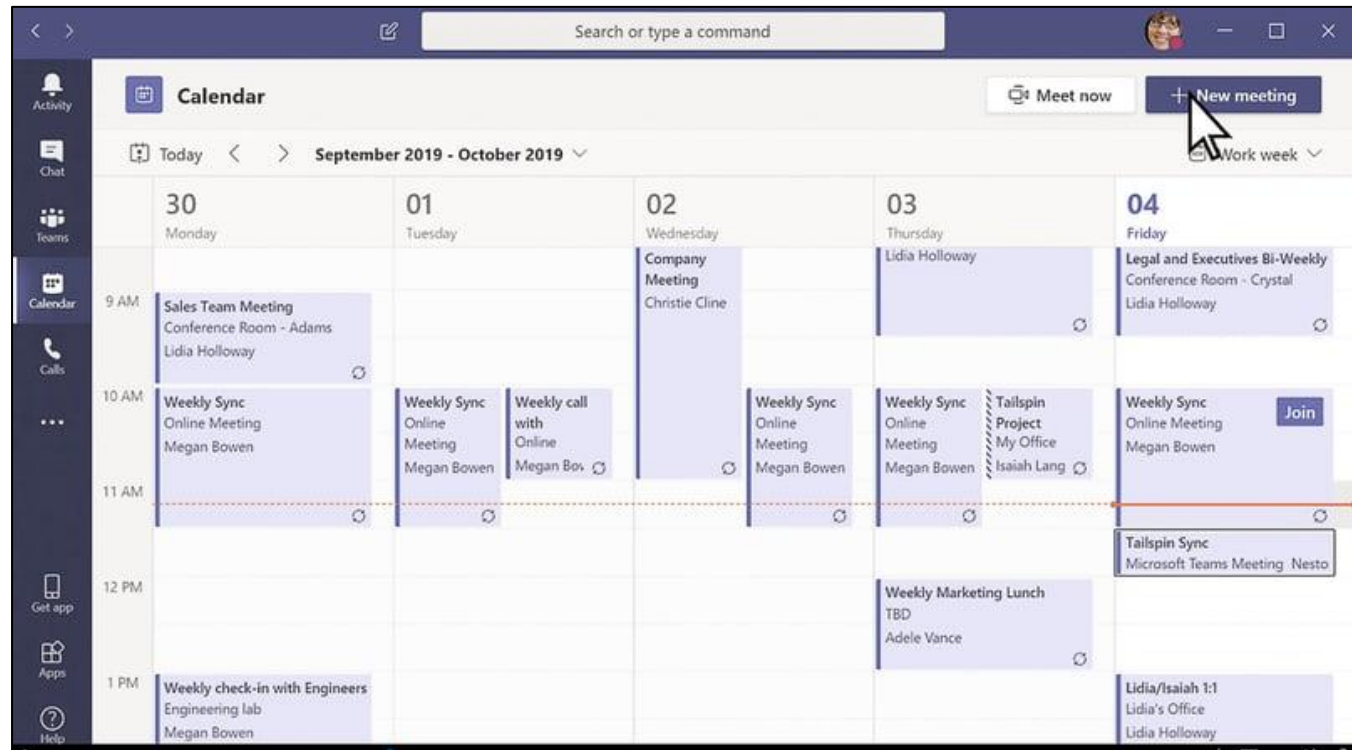 Search or type a command
Activity
Chat
Teams
Calendar
Calls
Get app
Apps
Help
Calendar
Meet now
New meeting
Today
September 2019 - October 2019
Work week
30
Monday
01
Tuesday
02
Wednesday
03
Thursday
04
Friday
9 AM
10 AM
11 AM
12 PM
1 PM
Sales Team Meeting
Conference Room - Adams
Lidia Holloway
Weekly Sync
Online Meeting
Megan Bowen
Weekly check-in with Engineers
Engineering lab
Megan Bowen
Weekly Sync
Online
Meeting
Megan Bowen
Weekly call
with
Online
Megan Bov
Company
Meeting
Christie Cline
Weekly Sync
Online
Meeting
Megan Bowen
Lidia Holloway
Weekly Sync
Online
Meeting
Megan Bowen
Tailspin
Project
My Office
Isaiah Lang
Weekly Marketing Lunch
TBD
Adele Vance
Legal and Executives Bi-Weekly
Conference Room - Crystal
Lidia Holloway
Weekly Sync
Online Meeting
Megan Bowen
Join
Tailspin Sync
Microsoft Teams Meeting Nesto
Lidia/Isaiah 1:1
Lidia's Office
Lidia Holloway